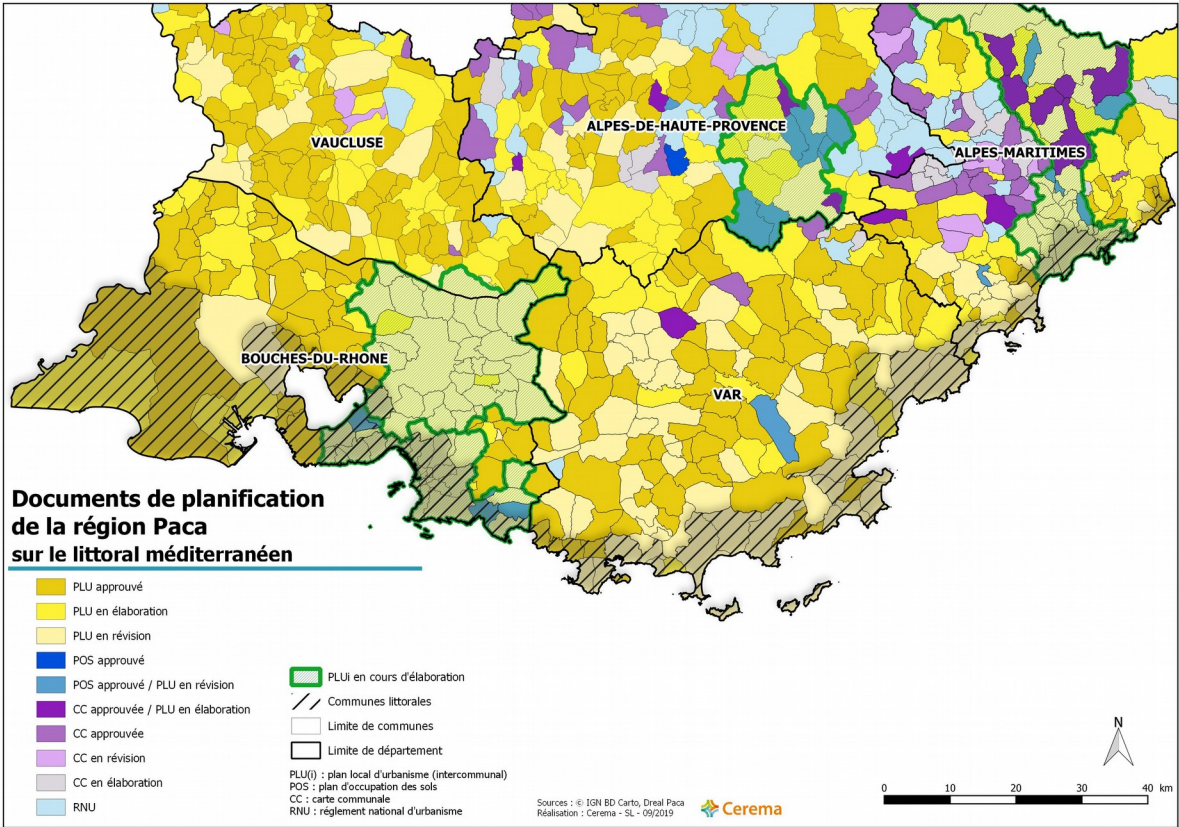 VAUCLUSE
ALPES-DE-HAUTE-PROVENCE
ALPES-MARITIMES
BOUCHES-DU-RHONE
VAR
Documents de planification
de la région Paca
sur le littoral méditerranéen
PLU approuvé
PLU en élaboration
PLU en révision
POS approuvé
POS approuvé / PLU en révision
CC approuvée / PLU en élaboration
CC approuvée
CC en révision
CC en élaboration
RNU
PLUi en cours d'élaboration
Communes littorales
Limite de communes
Limite de département
PLU(i) : plan local d'urbanisme (intercommunal)
POS : plan d'occupation des sols
CC : carte communale
RNU : réglement national d'urbanisme
Sources : © IGN BD Carto, Dreal Paca
Réalisation : Cerema - SL - 09/2019
Cerema
N
0 10 20 30 40 km